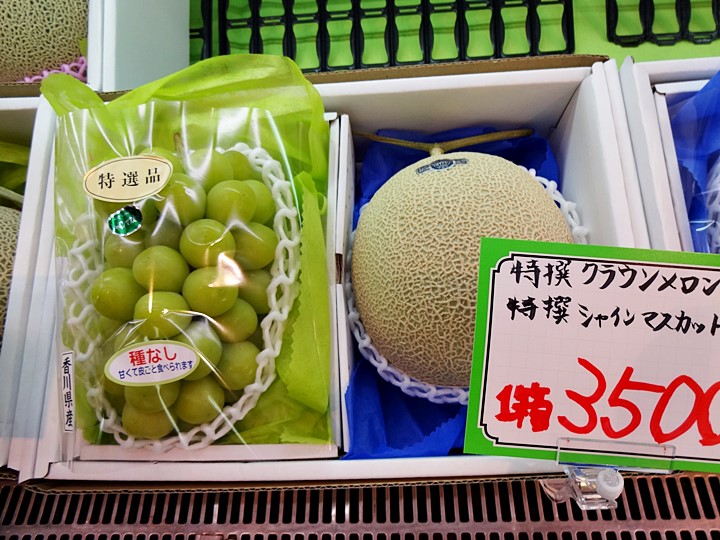 特選品
種なし
甘くて皮ごと食べられます
香川県産
特撰 クラウンメロン
特撰 シャインマスカット
1箱 3500